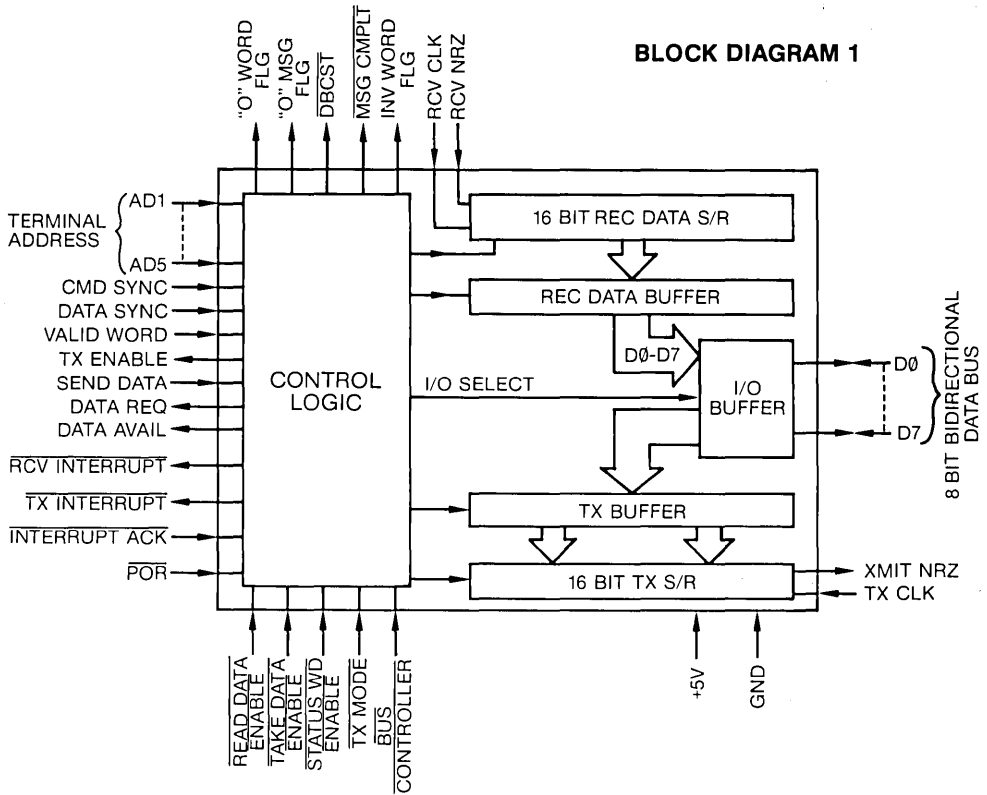 BLOCK DIAGRAM 1
"O" WORD
FLG
"O" MSG
FLG
DBCST
MSG CMPLT
INV WORD
FLG
RCV CLK
RCV NRZ
TERMINAL
ADDRESS
AD1
AD5
CMD SYNC
DATA SYNC
VALID WORD
TX ENABLE
SEND DATA
DATA REQ
DATA AVAIL
RCV INTERRUPT
TX INTERRUPT
INTERRUPT ACK
POR
CONTROL
LOGIC
16 BIT REC DATA S/R
REC DATA BUFFER
DØ-D7
I/O SELECT
I/O
BUFFER
TX BUFFER
16 BIT TX S/R
DØ
D7
8 BIT BIDIRECTIONAL
DATA BUS
XMIT NRZ
TX CLK
READ DATA
ENABLE
TAKE DATA
ENABLE
STATUS WD
ENABLE
TX MODE
BUS
CONTROLLER
+5V
GND